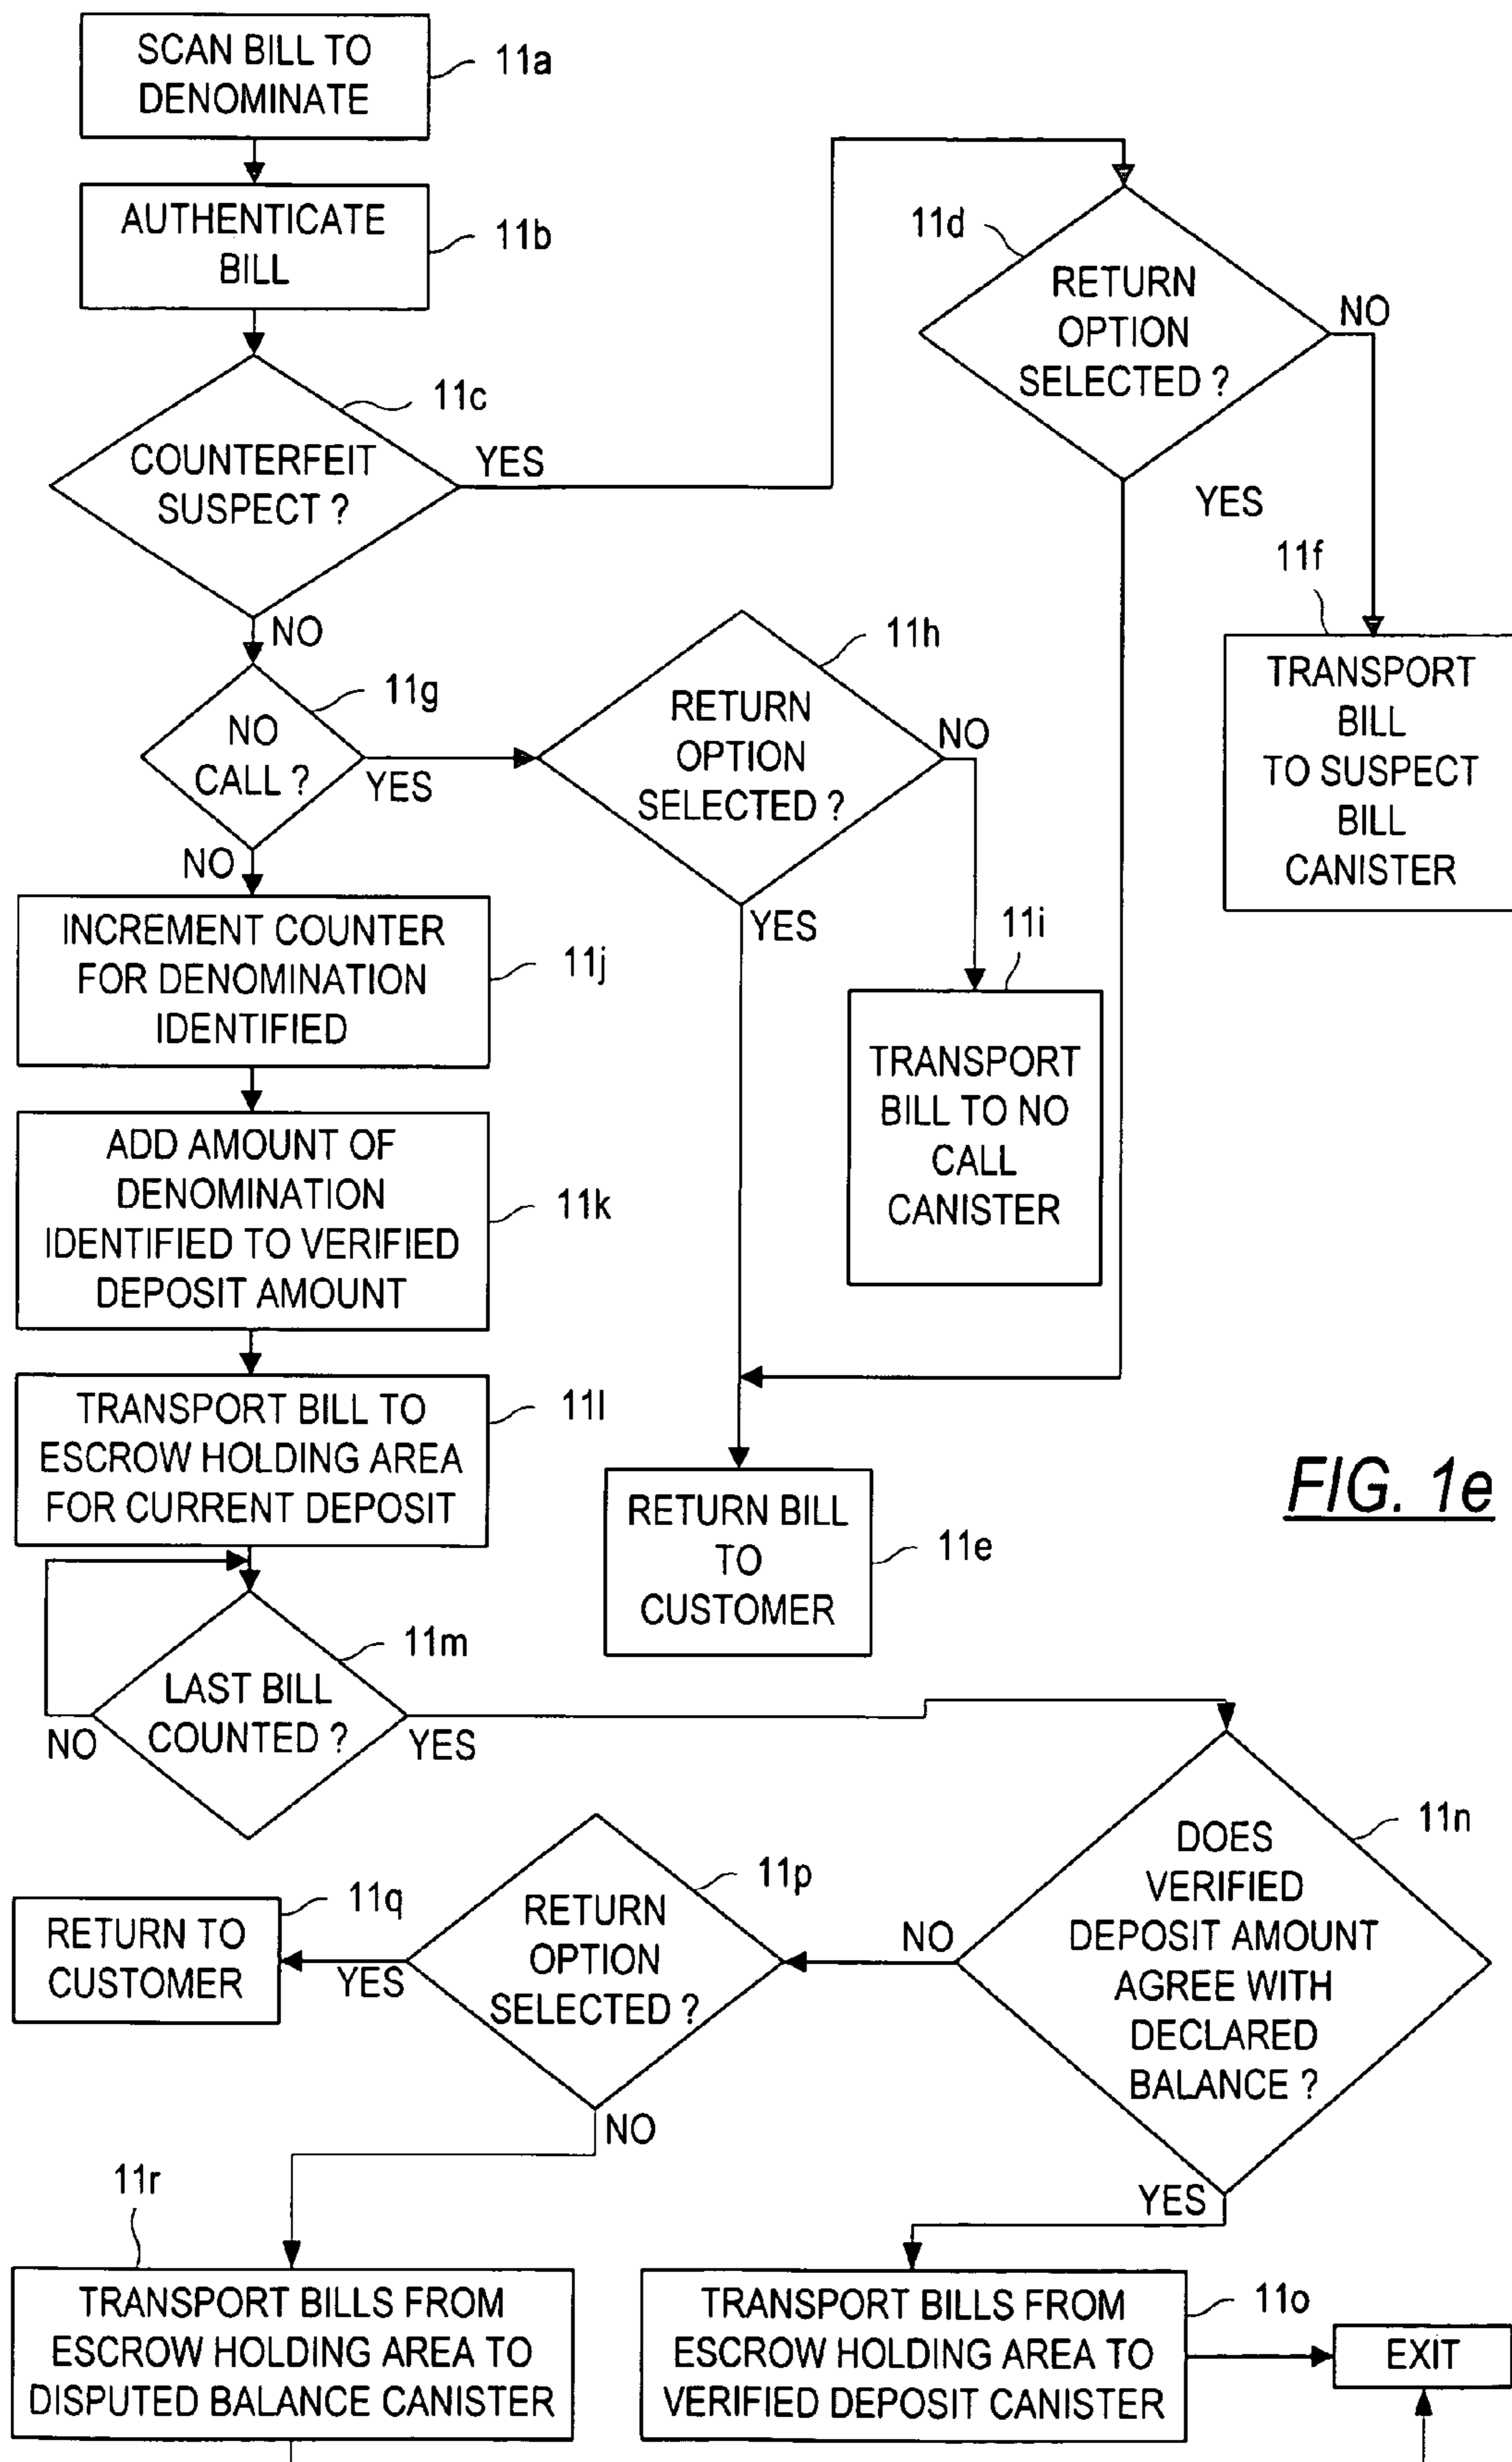 SCAN BILL TO
DENOMINATE
11a
AUTHENTICATE
BILL
11b
COUNTERFEIT
SUSPECT ?
11c
YES
NO
11d
RETURN
OPTION
SELECTED ?
NO
YES
11f
TRANSPORT
BILL
TO SUSPECT
BILL
CANISTER
NO
CALL ?
11g
YES
NO
11h
RETURN
OPTION
SELECTED ?
NO
YES
11i
TRANSPORT
BILL TO NO
CALL
CANISTER
INCREMENT COUNTER
FOR DENOMINATION
IDENTIFIED
11j
ADD AMOUNT OF
DENOMINATION
IDENTIFIED TO VERIFIED
DEPOSIT AMOUNT
11k
TRANSPORT BILL TO
ESCROW HOLDING AREA
FOR CURRENT DEPOSIT
11l
RETURN BILL
TO
CUSTOMER
11e
FIG. 1e
LAST BILL
COUNTED ?
11m
NO
YES
DOES
VERIFIED
DEPOSIT AMOUNT
AGREE WITH
DECLARED
BALANCE ?
11n
NO
YES
RETURN
OPTION
SELECTED ?
11p
YES
NO
RETURN TO
CUSTOMER
11q
11r
TRANSPORT BILLS FROM
ESCROW HOLDING AREA TO
DISPUTED BALANCE CANISTER
TRANSPORT BILLS FROM
ESCROW HOLDING AREA TO
VERIFIED DEPOSIT CANISTER
11o
EXIT